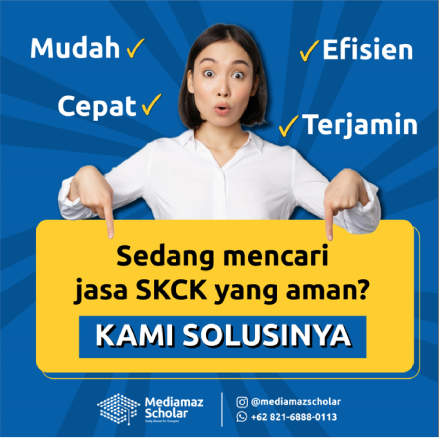 Mudah ✓
✓ Efisien
Cepat ✓
✓ Terjamin
Sedang mencari
jasa SKCK yang aman?
KAMI SOLUSINYA
Mediamaz
Scholar
@mediamazscholar
+62 821-6888-0113